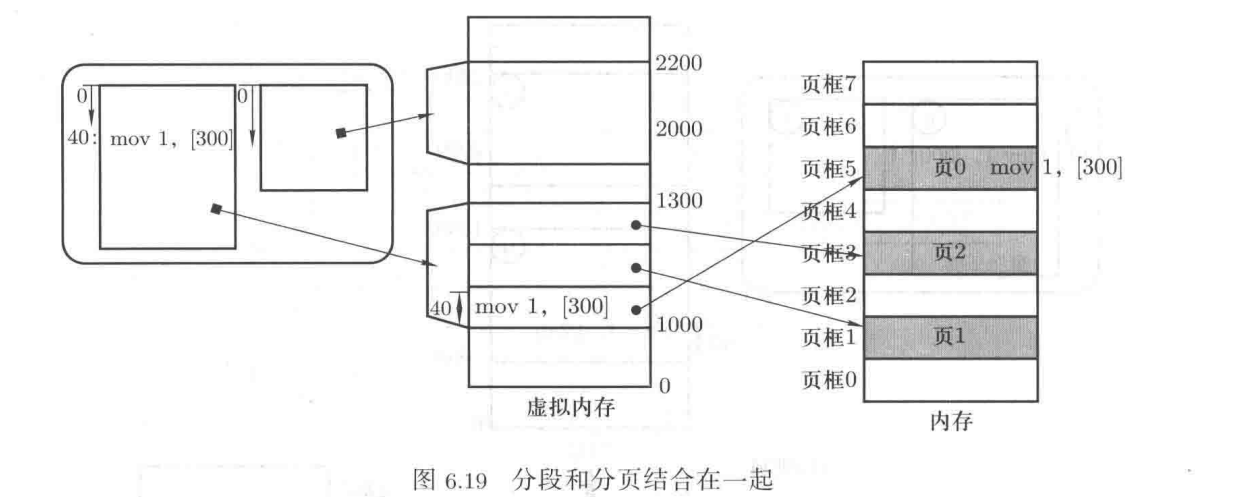 0
40: mov 1, [300]
0
2200
2000
1300
40 mov 1, [300]
1000
0
虚拟内存
页框7
页框6
页框5 页0 mov 1, [300]
页框4
页框3 页2
页框2
页框1 页1
页框0
内存
图 6.19 分段和分页结合在一起